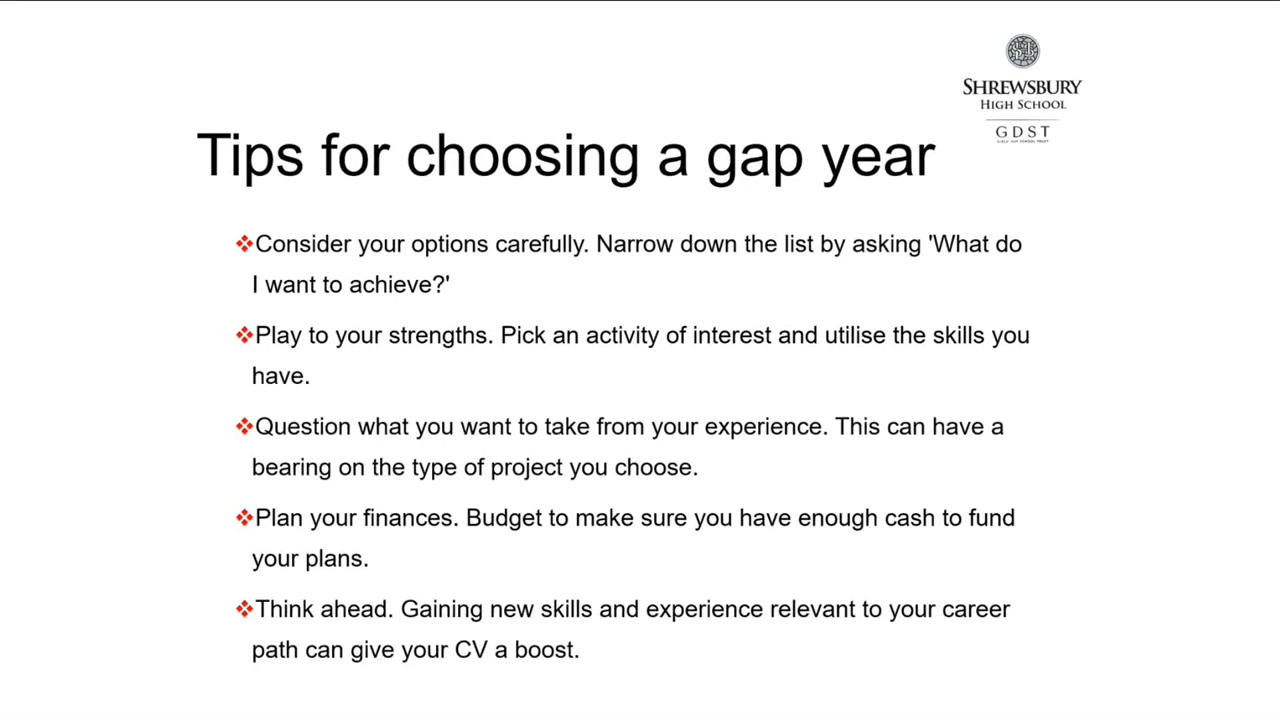 SHREWSBURY
HIGH SCHOOL
GDST
GIRLS' DAY SCHOOL TRUST
Tips for choosing a gap year
Consider your options carefully. Narrow down the list by asking 'What do
I want to achieve?'
Play to your strengths. Pick an activity of interest and utilise the skills you
have.
Question what you want to take from your experience. This can have a
bearing on the type of project you choose.
Plan your finances. Budget to make sure you have enough cash to fund
your plans.
Think ahead. Gaining new skills and experience relevant to your career
path can give your CV a boost.